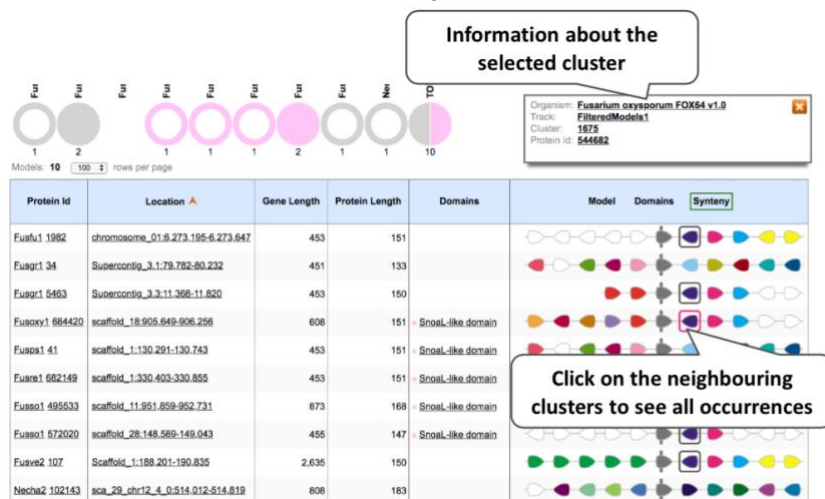 Information about the
selected cluster
Fus
Fus
Fus
Fus
Fus
Fus
Fus
Fus
TO
Organism: Fusarium oxysporum FOX64 v1.0
Track: FilteredModels1
Cluster: 1675
Protein Id: 544682
1 2 1 1 1 2 1 1 10
Models: 10 100 rows per page
Protein Id Location Gene Length Protein Length Domains Model Domains Synteny
Fusfu1 1982 chromosome_01:6,273,195-6,273,647 453 151
Fusgr1 34 Supercontig_3.1:79,782-80,232 451 133
Fusgr1 5463 Supercontig_3.3:11,368-11,820 453 150
Fusoxy1 684420 scaffold_18:905,649-906,256 608 151 SnoaL-like domain
Fusps1 41 scaffold_1:130,291-130,743 453 151 SnoaL-like domain
Fusre1 682149 scaffold_1:330,403-330,855 453 151 SnoaL-like domain
Fusso1 495533 scaffold_11:951,859-952,731 873 168 SnoaL-like domain
Fusso1 572020 scaffold_28:148,589-149,043 455 147 SnoaL-like domain
Fusve2 107 Scaffold_1:188,201-190,835 2,635 150
Necha2 102143 sca_29_chr12_4_0:514,012-514,819 808 183
Click on the neighbouring
clusters to see all occurrences